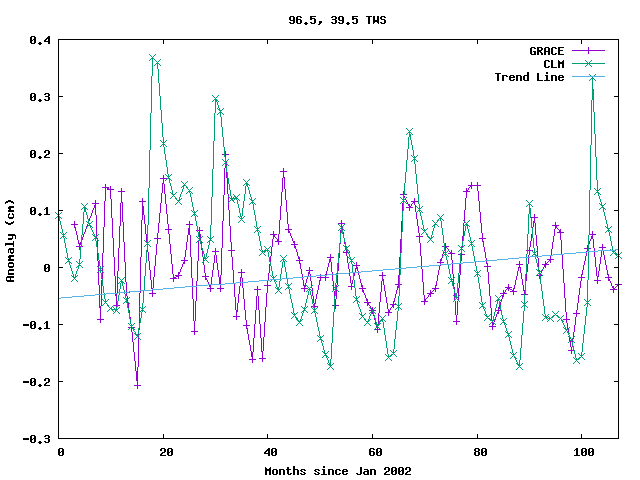 96.5, 39.5 TWS
GRACE
CLM
Trend Line
0.4
0.3
0.2
0.1
0
-0.1
-0.2
-0.3
Anomaly (cm)
0 20 40 60 80 100
Months since Jan 2002